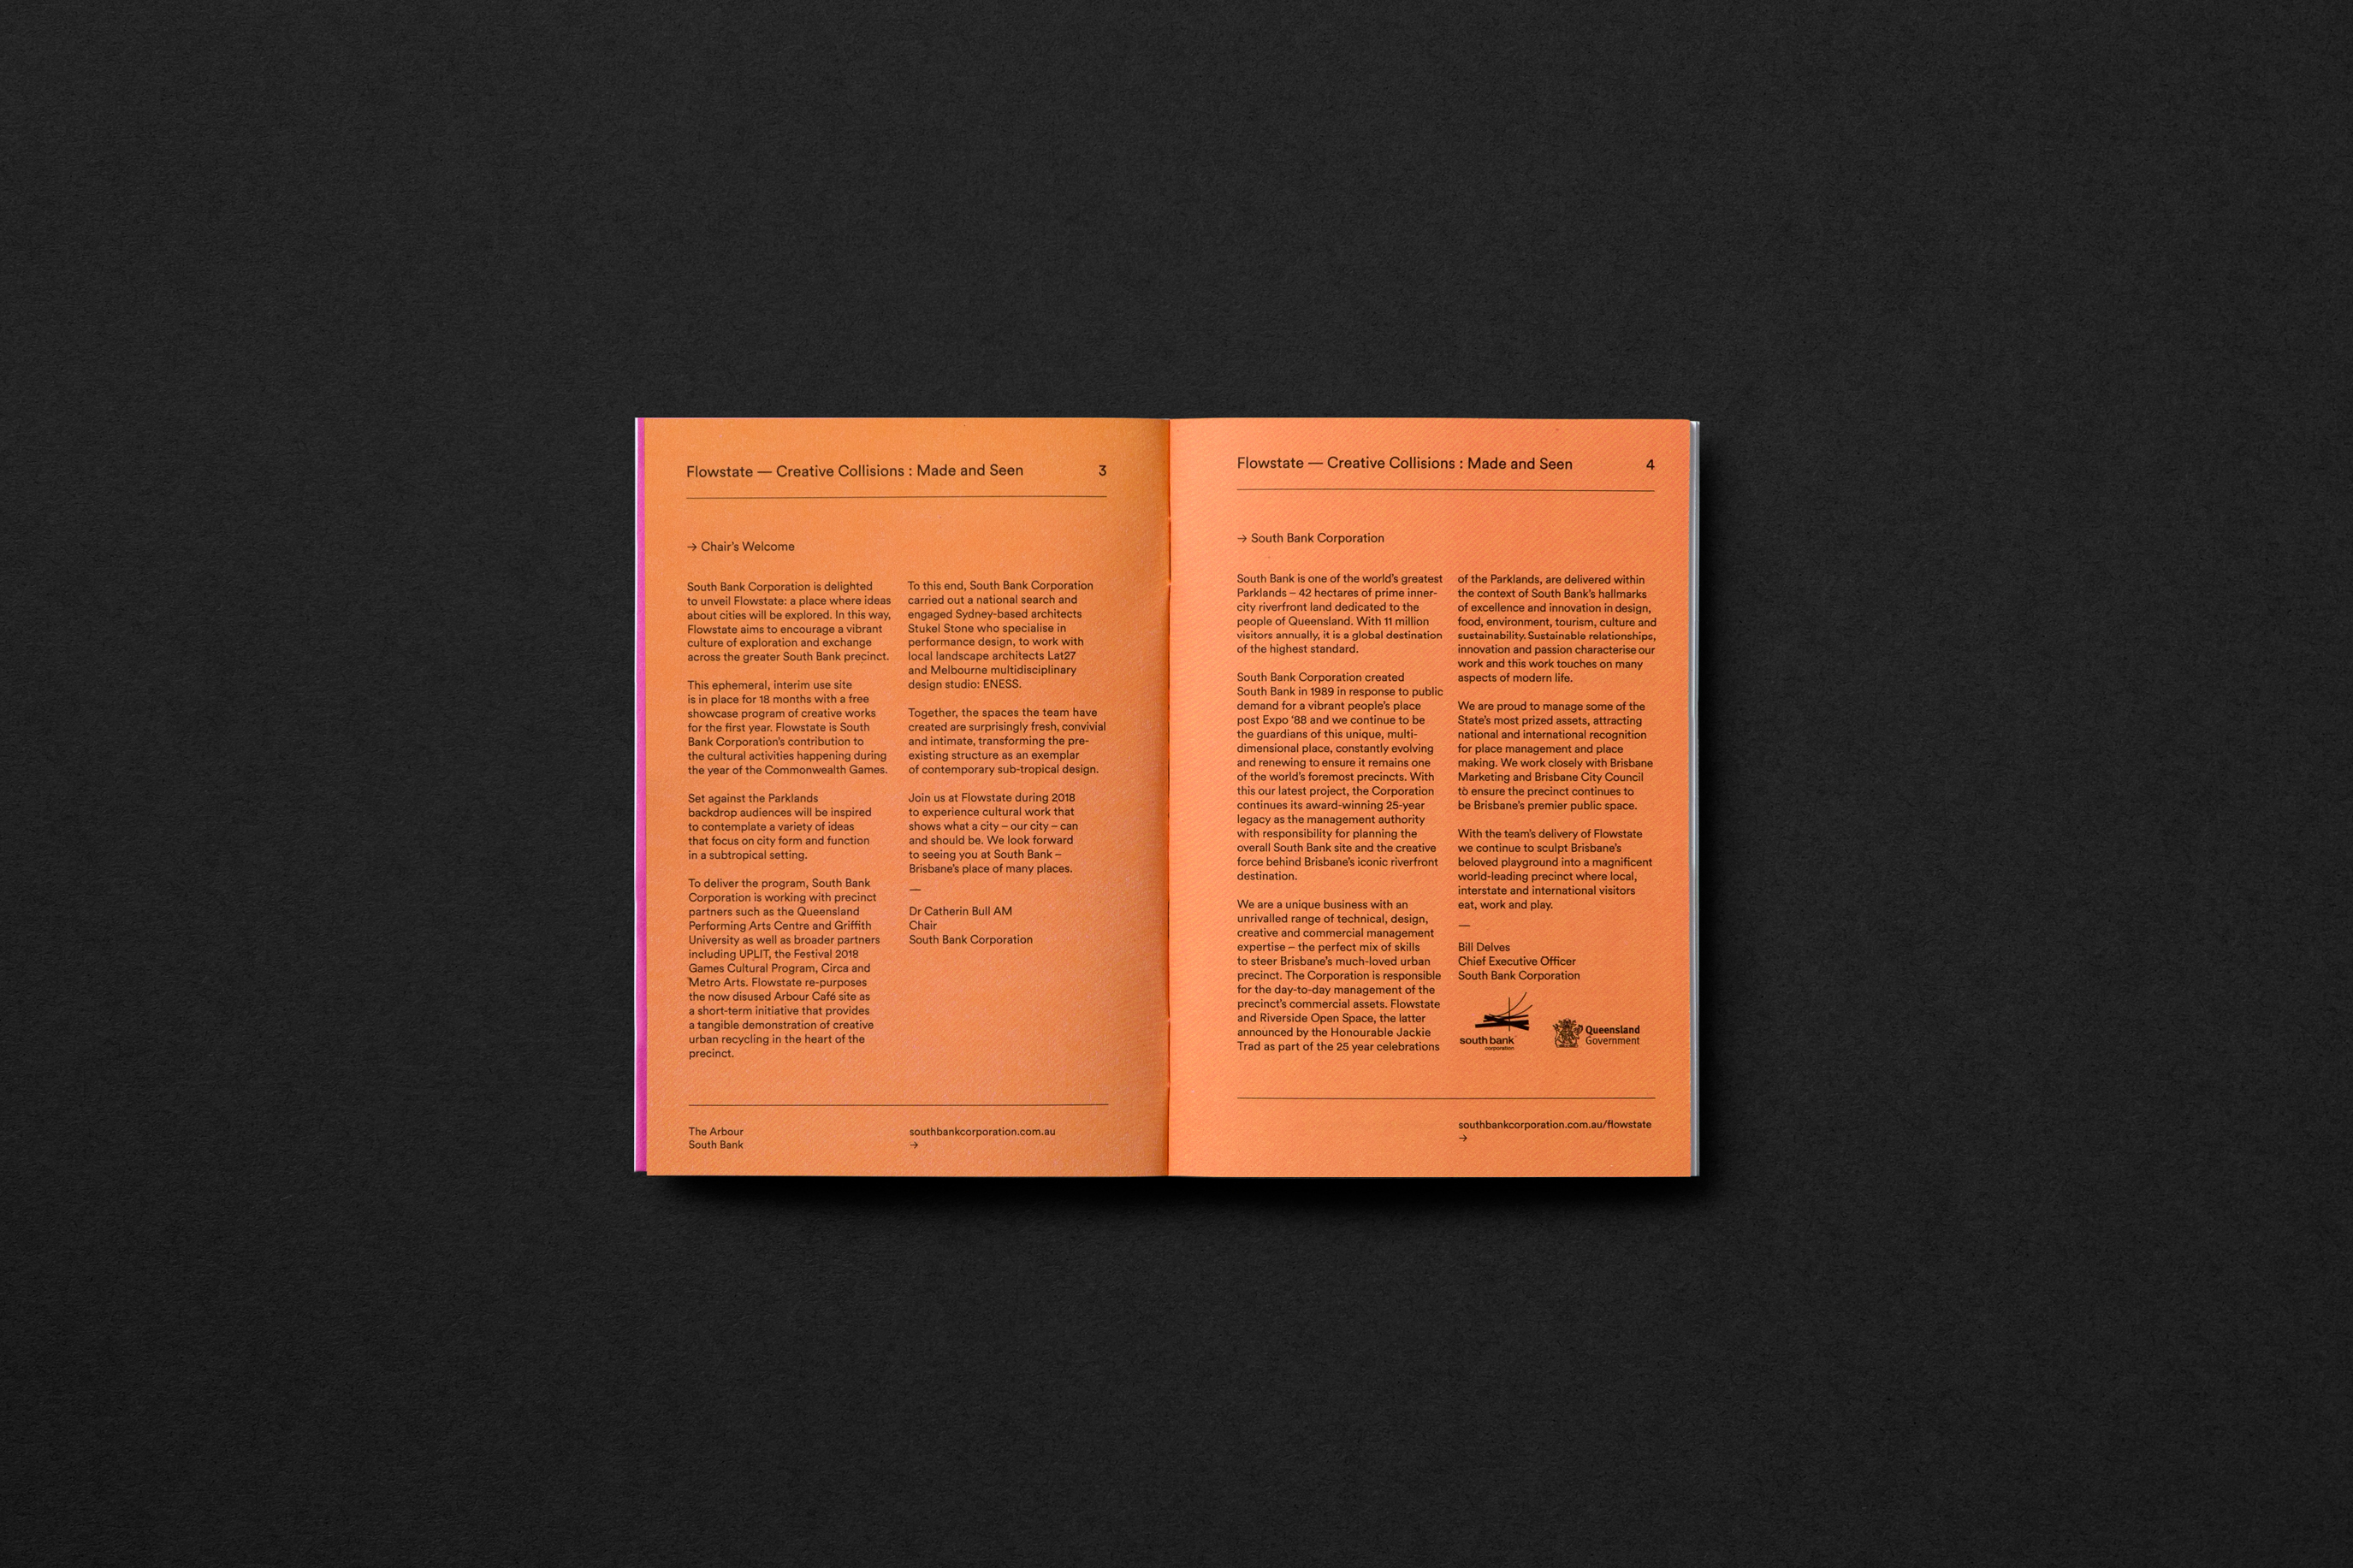 Flowstate — Creative Collisions : Made and Seen 3
→ Chair's Welcome
South Bank Corporation is delighted
to unveil Flowstate: a place where ideas
about cities will be explored. In this way,
Flowstate aims to encourage a vibrant
culture of exploration and exchange
across the greater South Bank precinct.
This ephemeral, interim use site
is in place for 18 months with a free
showcase program of creative works
for the first year. Flowstate is South
Bank Corporation's contribution to
the cultural activities happening during
the year of the Commonwealth Games.
Set against the Parklands
backdrop audiences will be inspired
to contemplate a variety of ideas
that focus on city form and function
in a subtropical setting.
To deliver the program, South Bank
Corporation is working with precinct
partners such as the Queensland
Performing Arts Centre and Griffith
University as well as broader partners
including UPLIT, the Festival 2018
Games Cultural Program, Circa and
Metro Arts. Flowstate re-purposes
the now disused Arbour Café site as
a short-term initiative that provides
a tangible demonstration of creative
urban recycling in the heart of the
precinct.
To this end, South Bank Corporation
carried out a national search and
engaged Sydney-based architects
Stukel Stone who specialise in
performance design, to work with
local landscape architects Lat27
and Melbourne multidisciplinary
design studio: ENESS.
Together, the spaces the team have
created are surprisingly fresh, convivial
and intimate, transforming the pre-
existing structure as an exemplar
of contemporary sub-tropical design.
Join us at Flowstate during 2018
to experience cultural work that
shows what a city – our city – can
and should be. We look forward
to seeing you at South Bank –
Brisbane's place of many places.
—
Dr Catherin Bull AM
Chair
South Bank Corporation
The Arbour
South Bank
southbankcorporation.com.au
→
Flowstate — Creative Collisions : Made and Seen 4
→ South Bank Corporation
South Bank is one of the world's greatest
Parklands – 42 hectares of prime inner-
city riverfront land dedicated to the
people of Queensland. With 11 million
visitors annually, it is a global destination
of the highest standard.
South Bank Corporation created
South Bank in 1989 in response to public
demand for a vibrant people's place
post Expo '88 and we continue to be
the guardians of this unique, multi-
dimensional place, constantly evolving
and renewing to ensure it remains one
of the world's foremost precincts. With
this our latest project, the Corporation
continues its award-winning 25-year
legacy as the management authority
with responsibility for planning the
overall South Bank site and the creative
force behind Brisbane's iconic riverfront
destination.
We are a unique business with an
unrivalled range of technical, design,
creative and commercial management
expertise – the perfect mix of skills
to steer Brisbane's much-loved urban
precinct. The Corporation is responsible
for the day-to-day management of the
precinct's commercial assets. Flowstate
and Riverside Open Space, the latter
announced by the Honourable Jackie
Trad as part of the 25 year celebrations
of the Parklands, are delivered within
the context of South Bank's hallmarks
of excellence and innovation in design,
food, environment, tourism, culture and
sustainability. Sustainable relationships,
innovation and passion characterise our
work and this work touches on many
aspects of modern life.
We are proud to manage some of the
State's most prized assets, attracting
national and international recognition
for place management and place
making. We work closely with Brisbane
Marketing and Brisbane City Council
to ensure the precinct continues to
be Brisbane's premier public space.
With the team's delivery of Flowstate
we continue to sculpt Brisbane's
beloved playground into a magnificent
world-leading precinct where local,
interstate and international visitors
eat, work and play.
—
Bill Delves
Chief Executive Officer
South Bank Corporation
south bank
corporation
Queensland
Government
southbankcorporation.com.au/flowstate
→